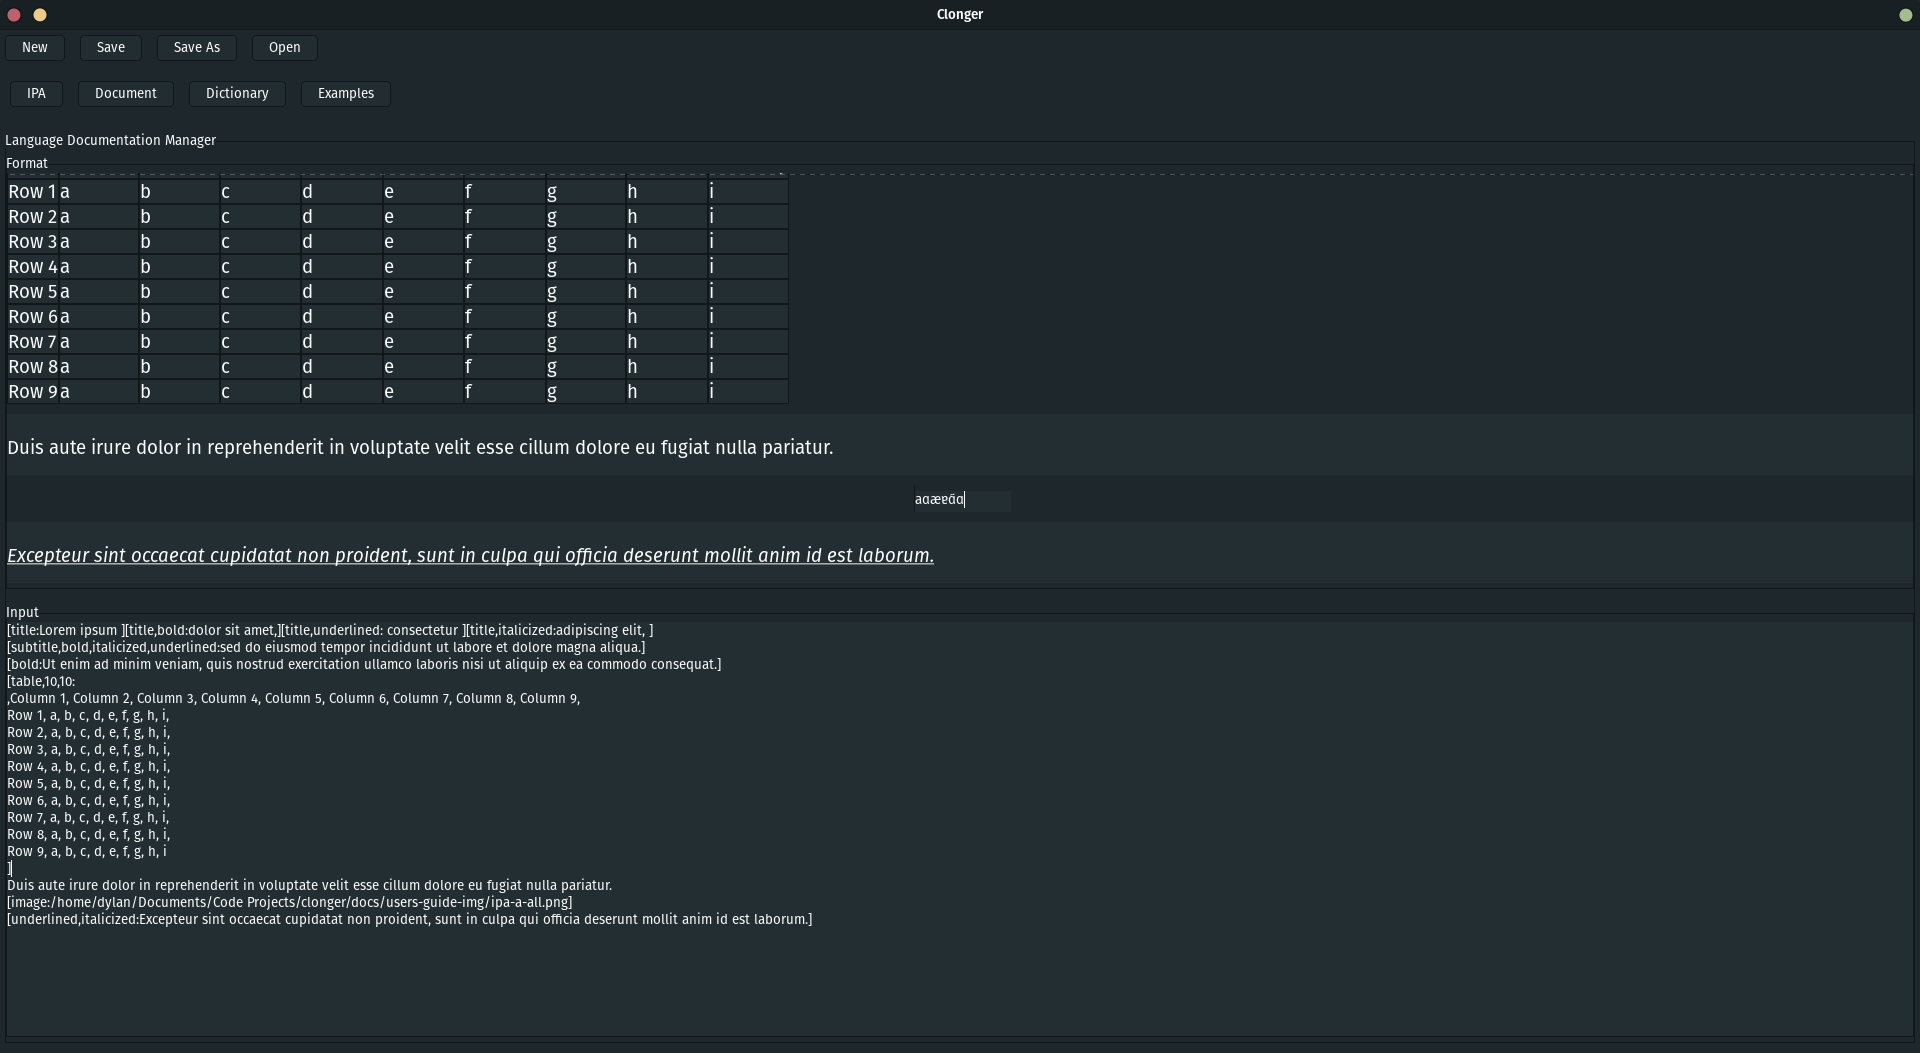 Clonger
New Save Save As Open
IPA Document Dictionary Examples
Language Documentation Manager
Format
Row 1 a b c d e f g h i
Row 2 a b c d e f g h i
Row 3 a b c d e f g h i
Row 4 a b c d e f g h i
Row 5 a b c d e f g h i
Row 6 a b c d e f g h i
Row 7 a b c d e f g h i
Row 8 a b c d e f g h i
Row 9 a b c d e f g h i
Duis aute irure dolor in reprehenderit in voluptate velit esse cillum dolore eu fugiat nulla pariatur.
Excepteur sint occaecat cupidatat non proident, sunt in culpa qui officia deserunt mollit anim id est laborum.
Input
[title:Lorem ipsum ][title,bold:dolor sit amet,][title,underlined: consectetur ][title,italicized:adipiscing elit, ]
[subtitle,bold,italicized,underlined:sed do eiusmod tempor incididunt ut labore et dolore magna aliqua.]
[bold:Ut enim ad minim veniam, quis nostrud exercitation ullamco laboris nisi ut aliquip ex ea commodo consequat.]
[table,10,10:
,Column 1, Column 2, Column 3, Column 4, Column 5, Column 6, Column 7, Column 8, Column 9,
Row 1, a, b, c, d, e, f, g, h, i,
Row 2, a, b, c, d, e, f, g, h, i,
Row 3, a, b, c, d, e, f, g, h, i,
Row 4, a, b, c, d, e, f, g, h, i,
Row 5, a, b, c, d, e, f, g, h, i,
Row 6, a, b, c, d, e, f, g, h, i,
Row 7, a, b, c, d, e, f, g, h, i,
Row 8, a, b, c, d, e, f, g, h, i,
Row 9, a, b, c, d, e, f, g, h, i
]
Duis aute irure dolor in reprehenderit in voluptate velit esse cillum dolore eu fugiat nulla pariatur.
[image:/home/dylan/Documents/Code Projects/clonger/docs/users-guide-img/ipa-a-all.png]
[underlined,italicized:Excepteur sint occaecat cupidatat non proident, sunt in culpa qui officia deserunt mollit anim id est laborum.]